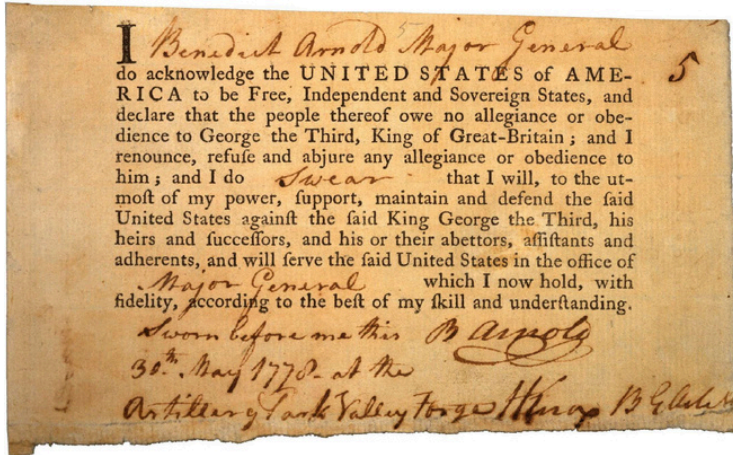 I Benedict Arnold Major General
5
do acknowledge the UNITED STATES of AME-
RICA to be Free, Independent and Sovereign States, and
declare that the people thereof owe no allegiance or obe-
dience to George the Third, King of Great-Britain; and I
renounce, refuſe and abjure any allegiance or obedience to
him; and I do Swear that I will, to the ut-
moſt of my power, ſupport, maintain and defend the ſaid
United States againſt the ſaid King George the Third, his
heirs and ſucceſſors, and his or their abettors, aſſiſtants and
adherents, and will ſerve the ſaid United States in the office of
Major General which I now hold, with
fidelity, according to the beſt of my ſkill and underſtanding.
Sworn before me this B Arnold
30th. May 1778 - at the
Artillery Park Valley Forge HKnox B G